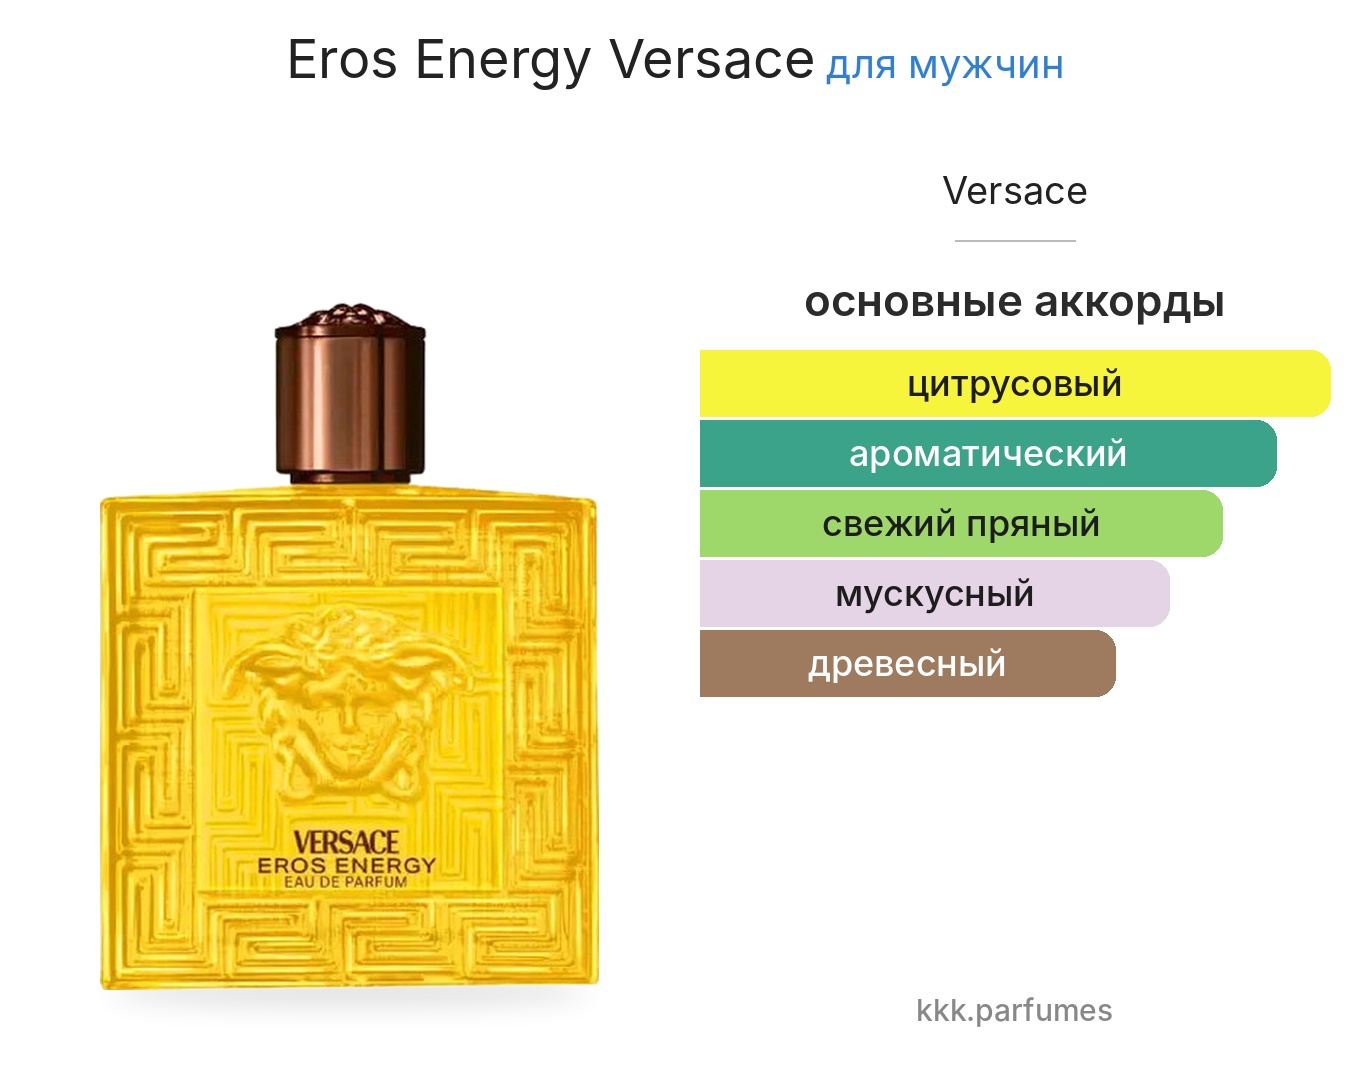 Eros Energy Versace для мужчин
Versace
основные аккорды
цитрусовый
ароматический
свежий пряный
мускусный
древесный
VERSACE
EROS ENERGY
EAU DE PARFUM
kkk.parfumes